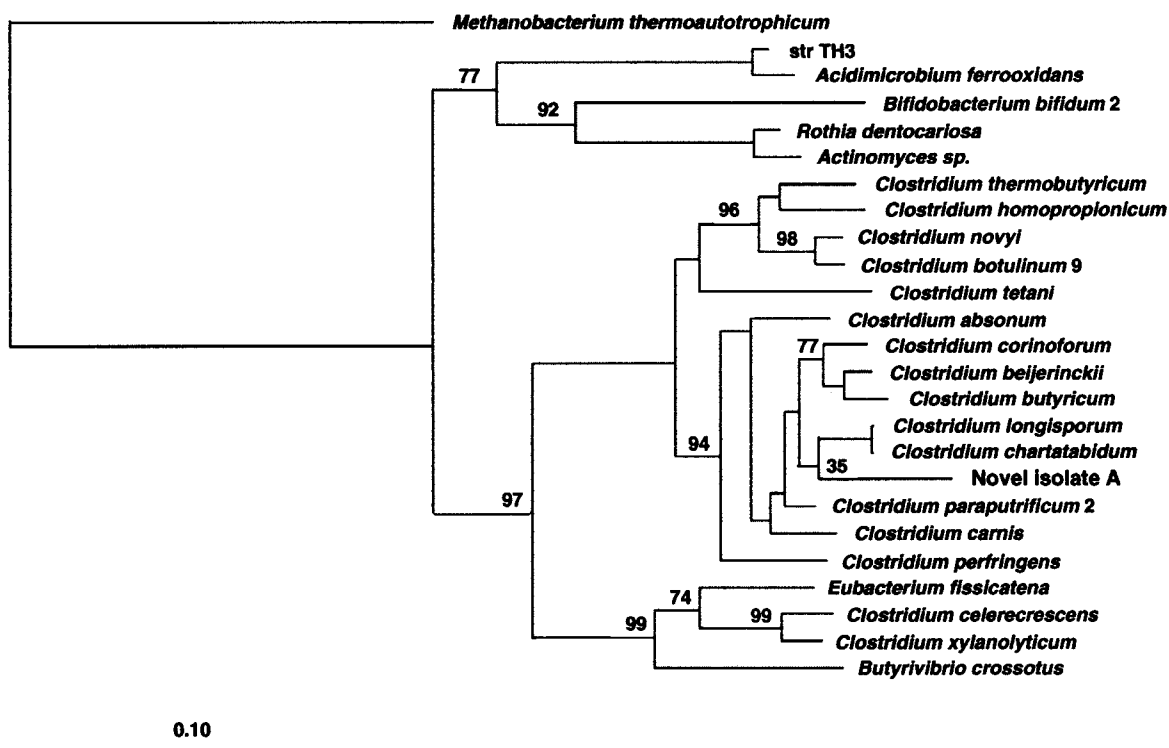 Methanobacterium thermoautotrophicum
str TH3
77
Acidimicrobium ferrooxidans
92
Bifidobacterium bifidum 2
Rothia dentocariosa
Actinomyces sp.
Clostridium thermobutyricum
96
Clostridium homopropionicum
98
Clostridium novyi
Clostridium botulinum 9
Clostridium tetani
Clostridium absonum
77
Clostridium corinoforum
Clostridium beijerinckii
Clostridium butyricum
Clostridium longisporum
94
Clostridium chartatabidum
35
Novel isolate A
97
Clostridium paraputrificum 2
Clostridium carnis
Clostridium perfringens
Eubacterium fissicatena
74
99
Clostridium celerecrescens
99
Clostridium xylanolyticum
Butyrivibrio crossotus
0.10